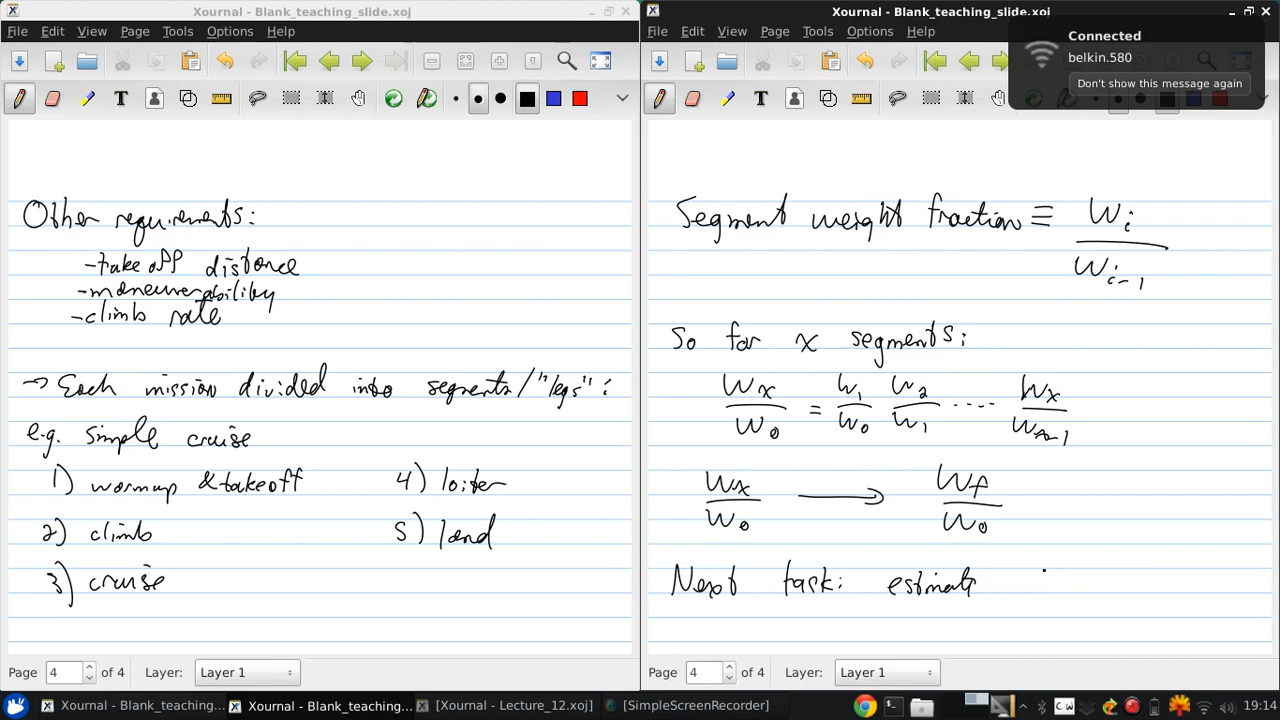 Xournal - Blank_teaching_slide.xoj
File Edit View Page Tools Options Help
Other requirements:
-take off distance
-maneuverability
-climb rate
→ Each mission divided into segments/"legs":
e.g. simple cruise
1) warmup & takeoff 4) loiter
2) climb 5) land
3) cruise
Page 4 of 4 Layer: Layer 1
Xournal - Blank_teaching_slide.xoj
File Edit View Page Tools Options Help
Connected
belkin.580
Don't show this message again
Segment weight fraction ≡ Wi / Wi-1
So for x segments:
Wx/W0 = W1/W0 W2/W1 .... Wx/Wx-1
Wx/W0 → Wf/W0
Next task: estimate
Page 4 of 4 Layer: Layer 1
Xournal - Blank_teaching... Xournal - Blank_teaching... [Xournal - Lecture_12.xoj] [SimpleScreenRecorder] CW 19:14